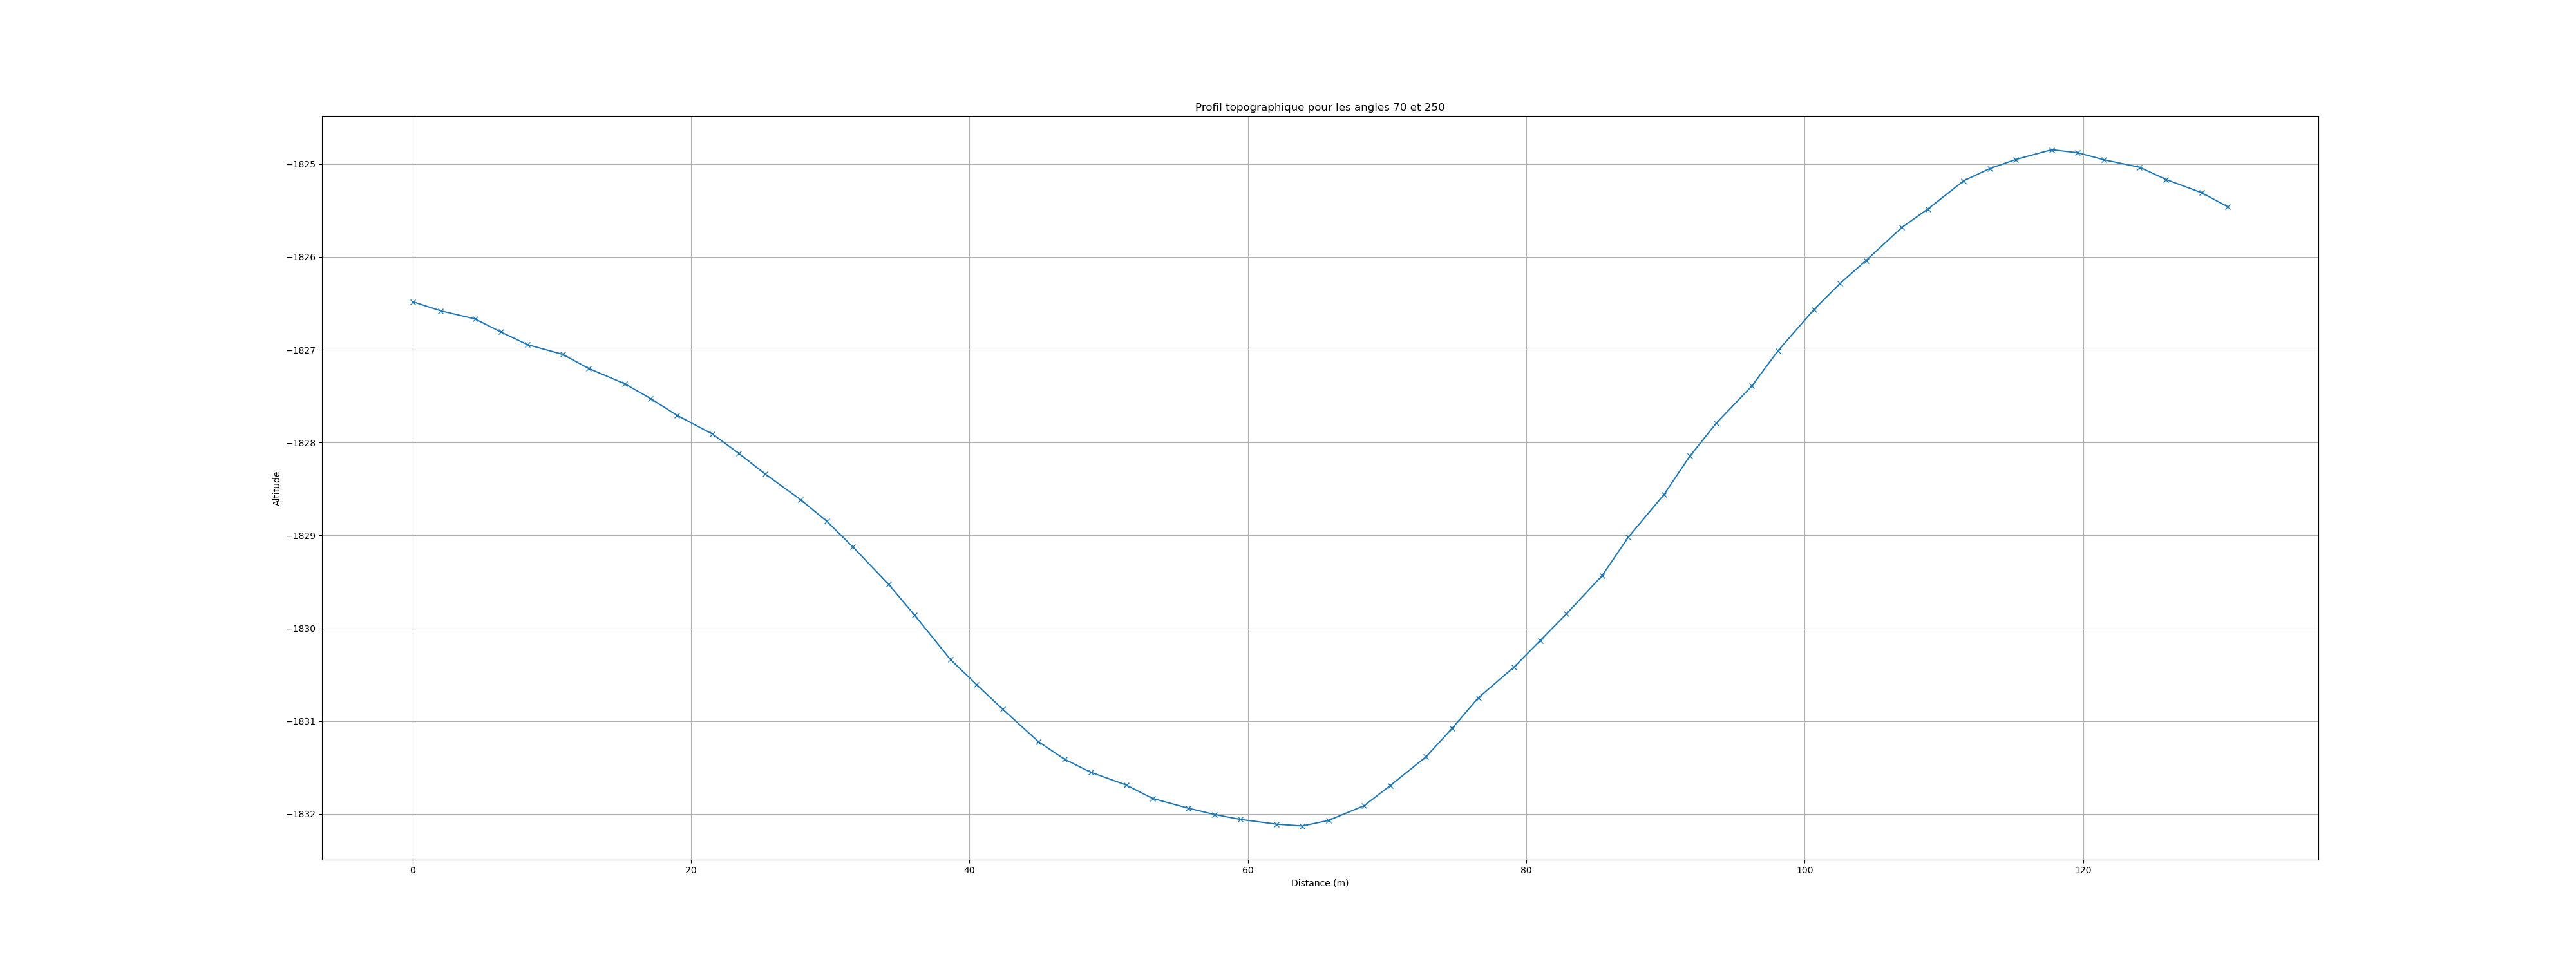 Profil topographique pour les angles 70 et 250
−1825
−1826
−1827
−1828
−1829
−1830
−1831
−1832
Altitude
0 20 40 60 80 100 120
Distance (m)